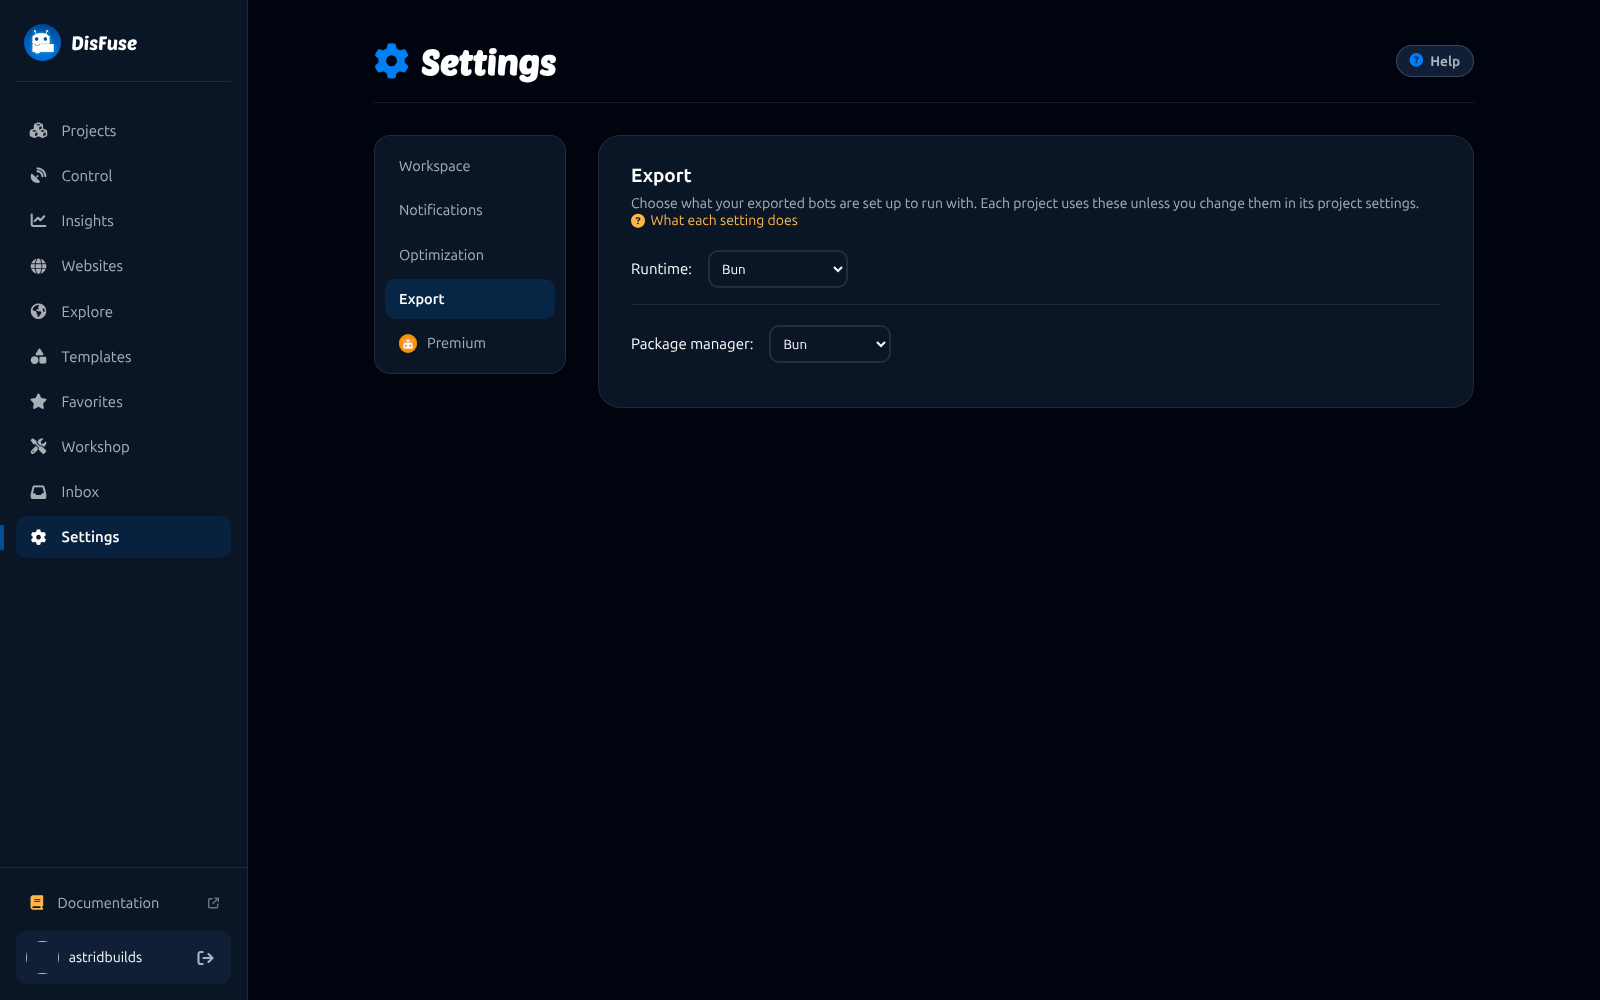 DisFuse
Projects
Control
Insights
Websites
Explore
Templates
Favorites
Workshop
Inbox
Settings
Documentation
astridbuilds
Settings
Help
Workspace
Notifications
Optimization
Export
Premium
Export
Choose what your exported bots are set up to run with. Each project uses these unless you change them in its project settings.
What each setting does
Runtime: Bun
Package manager: Bun